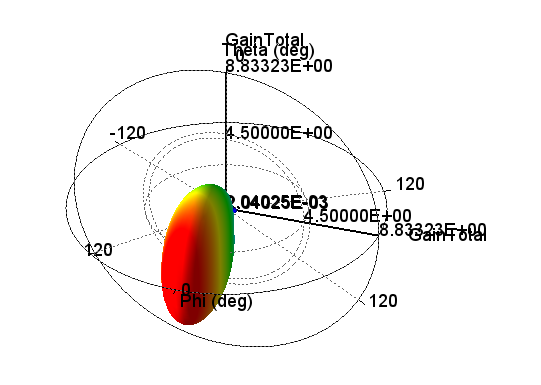 GainTotal
Theta (deg)
0
8.83323E+00
-120
4.50000E+00
120
2.04025E-03
4.50000E+00
8.83323E+00
GainTotal
120
0
Phi (deg)
120